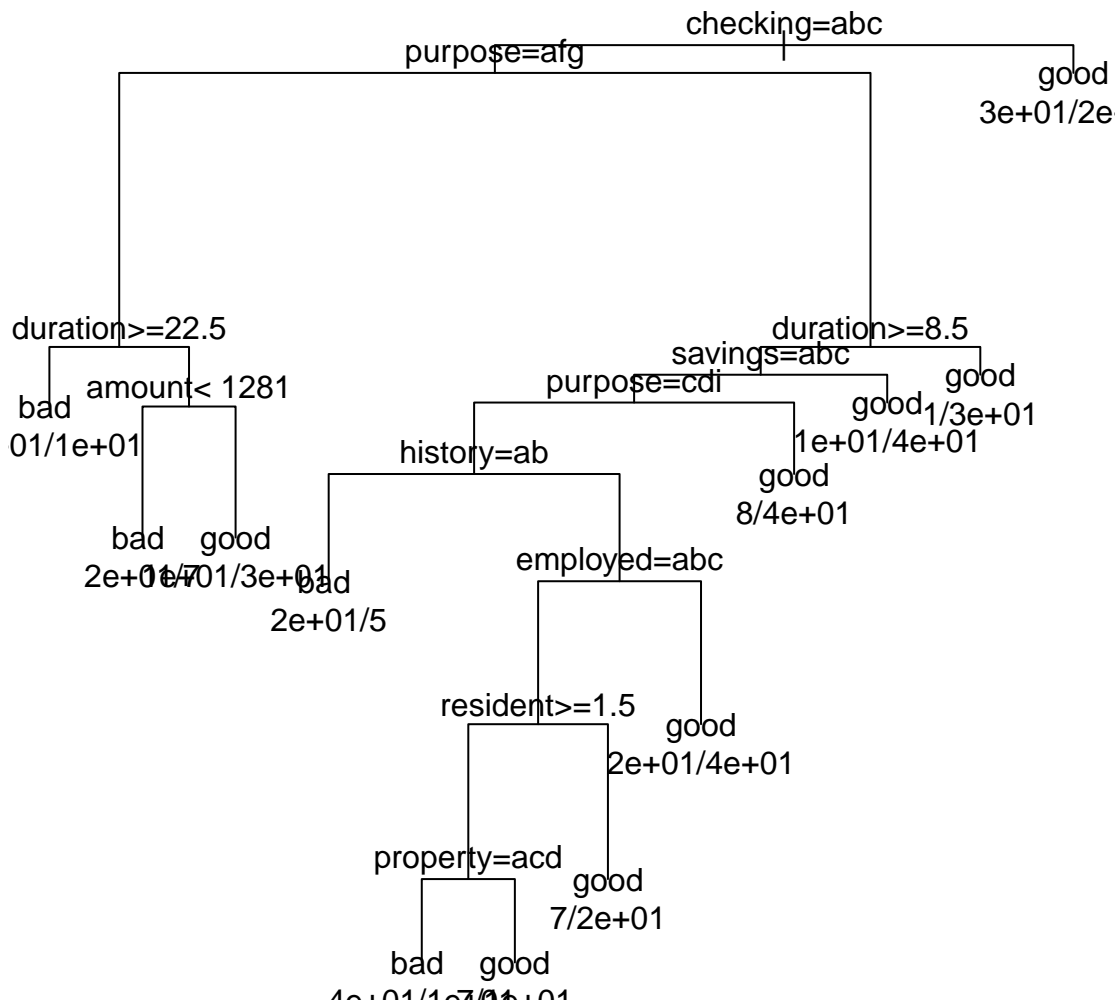 checking=abc
purpose=afg
good
3e+01/2e
duration>=22.5
duration>=8.5
savings=abc
purpose=cdi
good
1/3e+01
amount< 1281
bad
01/1e+01
good
1e+01/4e+01
history=ab
good
8/4e+01
bad
good
employed=abc
bad
2e+01/5
resident>=1.5
good
2e+01/4e+01
property=acd
good
7/2e+01
bad
good